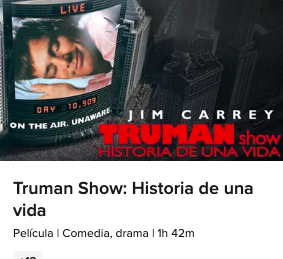 LIVE
DAY 10,909
ON THE AIR. UNAWARE
JIM CARREY
TRUMAN show
HISTORIA DE UNA VIDA
Truman Show: Historia de una
vida
Película | Comedia, drama | 1h 42m